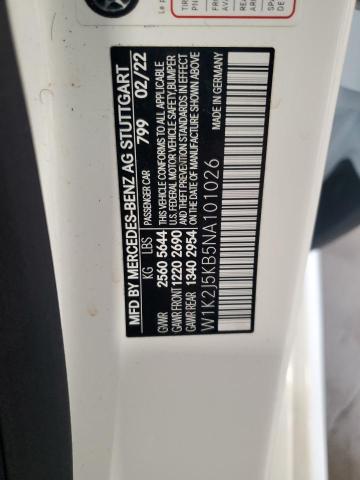 MFD BY MERCEDES-BENZ AG STUTTGART
PASSENGER CAR 799 02/22
KG LBS
GVWR 2560 5644
GAWR FRONT 1220 2690
GAWR REAR 1340 2954
THIS VEHICLE CONFORMS TO ALL APPLICABLE
U.S. FEDERAL MOTOR VEHICLE SAFETY, BUMPER
AND THEFT PREVENTION STANDARDS IN EFFECT
ON THE DATE OF MANUFACTURE SHOWN ABOVE
W1K2J5KB5NA101026
MADE IN GERMANY